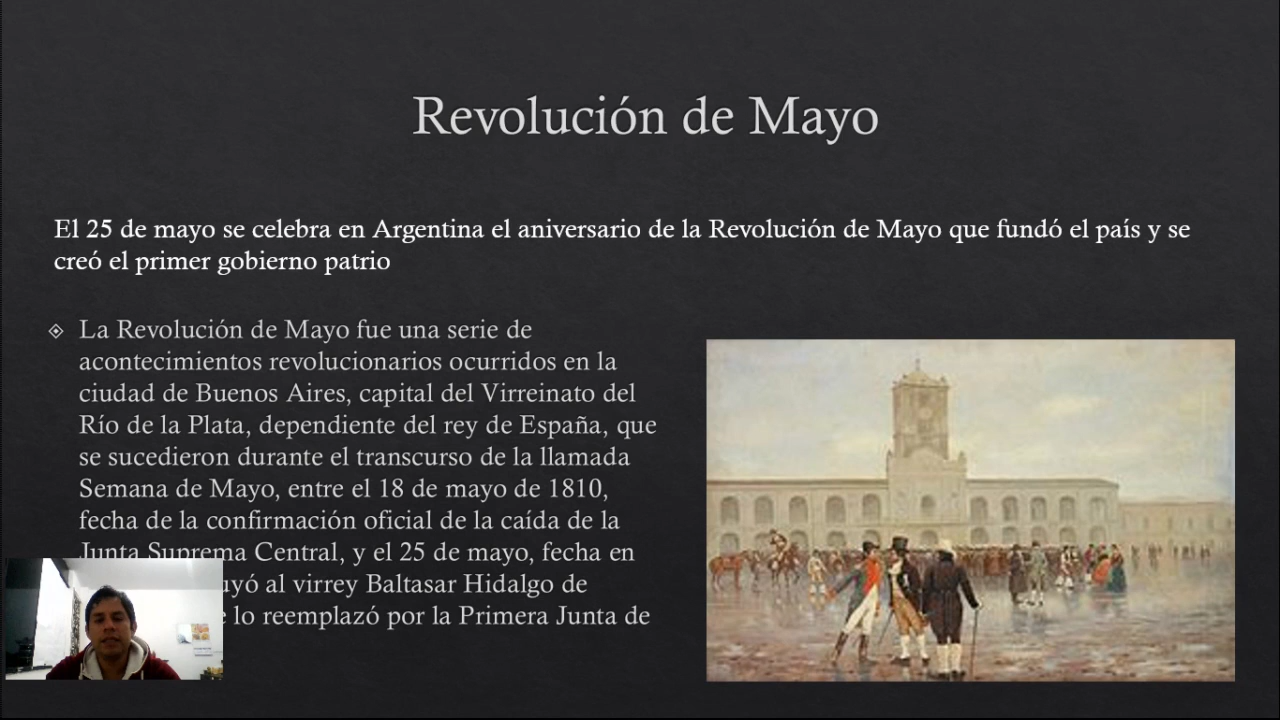 Revolución de Mayo
El 25 de mayo se celebra en Argentina el aniversario de la Revolución de Mayo que fundó el país y se
creó el primer gobierno patrio
La Revolución de Mayo fue una serie de
acontecimientos revolucionarios ocurridos en la
ciudad de Buenos Aires, capital del Virreinato del
Río de la Plata, dependiente del rey de España, que
se sucedieron durante el transcurso de la llamada
Semana de Mayo, entre el 18 de mayo de 1810,
fecha de la confirmación oficial de la caída de la
Junta Suprema Central, y el 25 de mayo, fecha en
uyó al virrey Baltasar Hidalgo de
lo reemplazó por la Primera Junta de